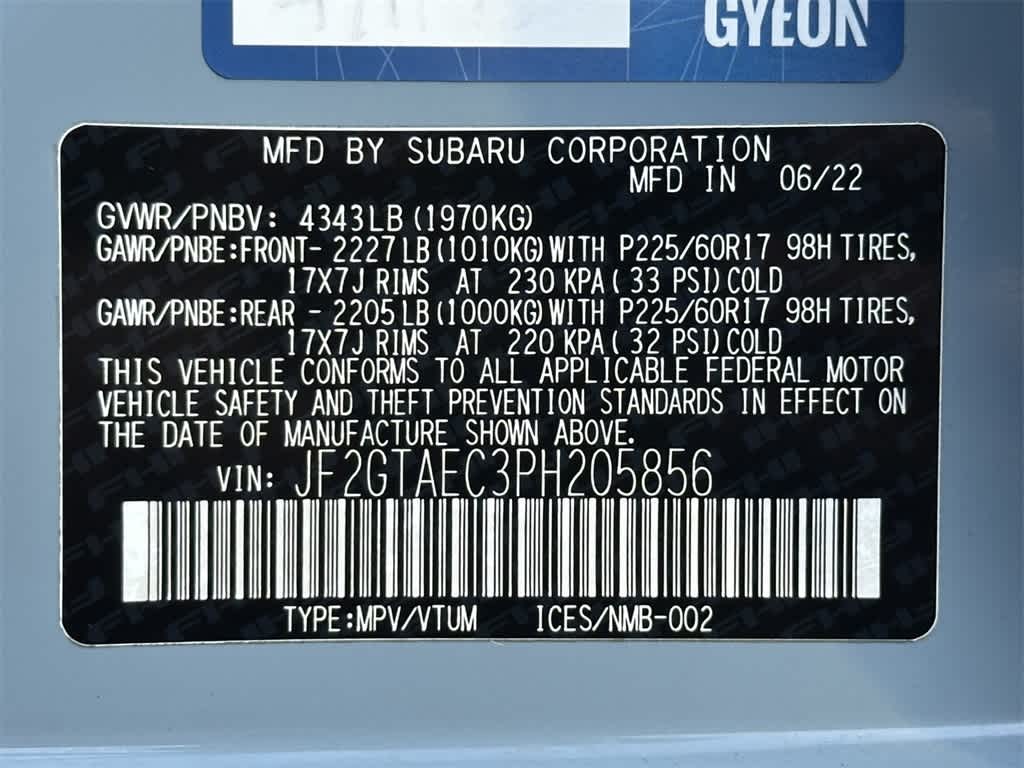 GYEON
MFD BY SUBARU CORPORATION
MFD IN 06/22
GVWR/PNBV: 4343LB(1970KG)
GAWR/PNBE:FRONT- 2227LB(1010KG)WITH P225/60R17 98H TIRES,
17X7J RIMS AT 230 KPA( 33 PSI)COLD
GAWR/PNBE:REAR - 2205LB(1000KG)WITH P225/60R17 98H TIRES,
17X7J RIMS AT 220 KPA( 32 PSI)COLD
THIS VEHICLE CONFORMS TO ALL APPLICABLE FEDERAL MOTOR
VEHICLE SAFETY AND THEFT PREVENTION STANDARDS IN EFFECT ON
THE DATE OF MANUFACTURE SHOWN ABOVE.
VIN: JF2GTAEC3PH205856
TYPE:MPV/VTUM ICES/NMB-002